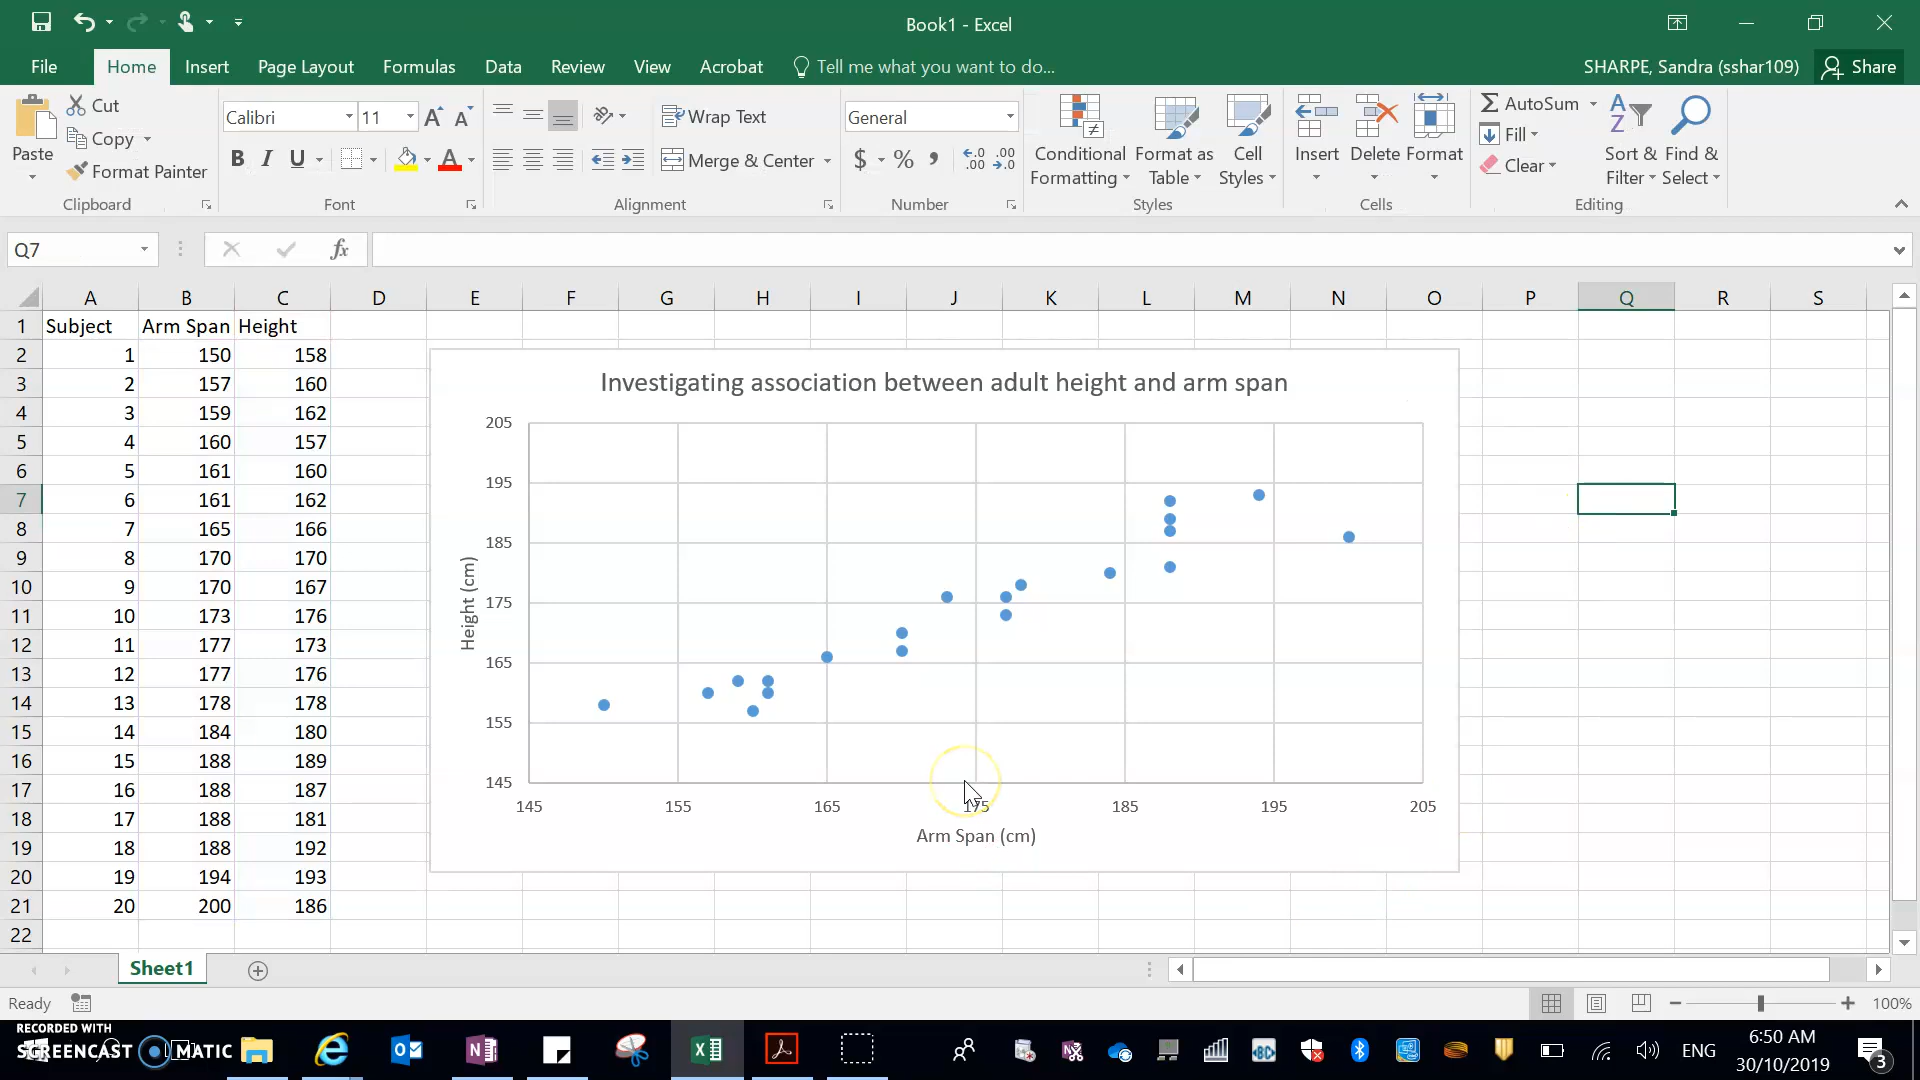 Book1 - Excel
File Home Insert Page Layout Formulas Data Review View Acrobat Tell me what you want to do... SHARPE, Sandra (sshar109) Share
Paste
Cut
Copy
Format Painter
Clipboard
Calibri 11
B I U
Font
Wrap Text
Merge & Center
Alignment
General
$ % ,
Number
Conditional Formatting
Format as Table
Cell Styles
Styles
Insert Delete Format
Cells
AutoSum
Fill
Clear
Sort & Filter
Find & Select
Editing
Q7 fx
A B C D E F G H I J K L M N O P Q R S
1 Subject Arm Span Height
2 1 150 158
3 2 157 160
4 3 159 162
5 4 160 157
6 5 161 160
7 6 161 162
8 7 165 166
9 8 170 170
10 9 170 167
11 10 173 176
12 11 177 173
13 12 177 176
14 13 178 178
15 14 184 180
16 15 188 189
17 16 188 187
18 17 188 181
19 18 188 192
20 19 194 193
21 20 200 186
22
Investigating association between adult height and arm span
205
195
185
175
165
155
145
Height (cm)
145 155 165 175 185 195 205
Arm Span (cm)
Sheet1
Ready
100%
RECORDED WITH
SCREENCAST MATIC
ENG
6:50 AM
30/10/2019
3